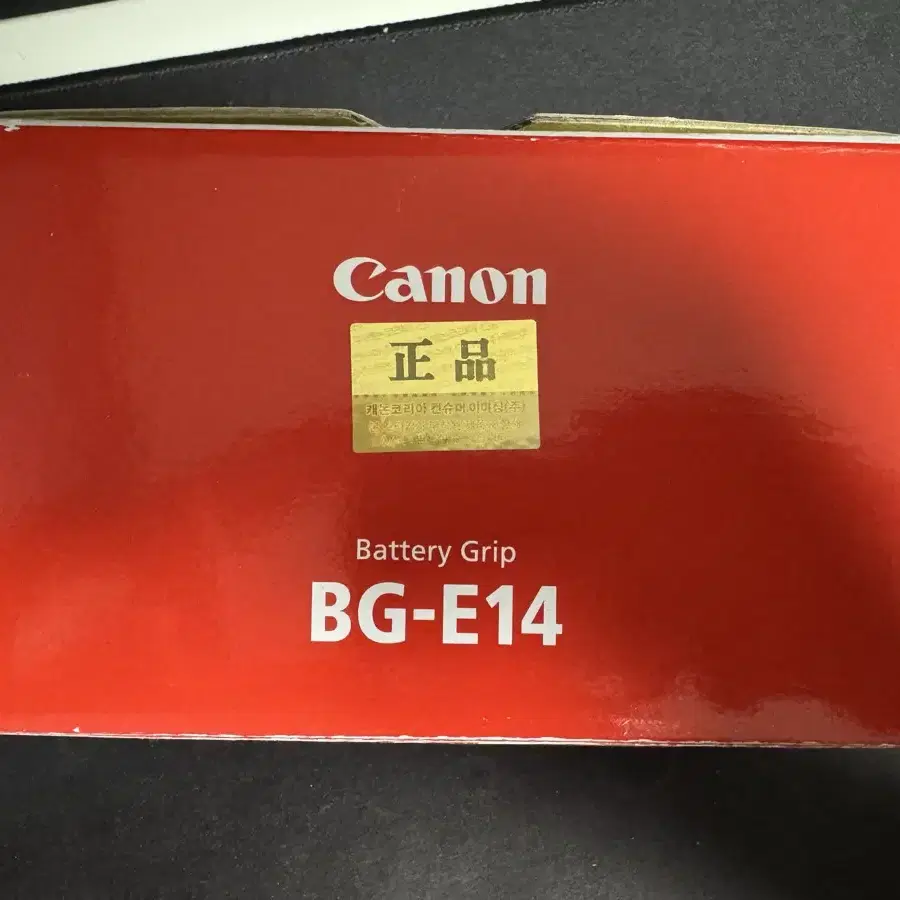 Canon
正品
캐논코리아 컨슈머 이미징(주)
Battery Grip
BG-E14